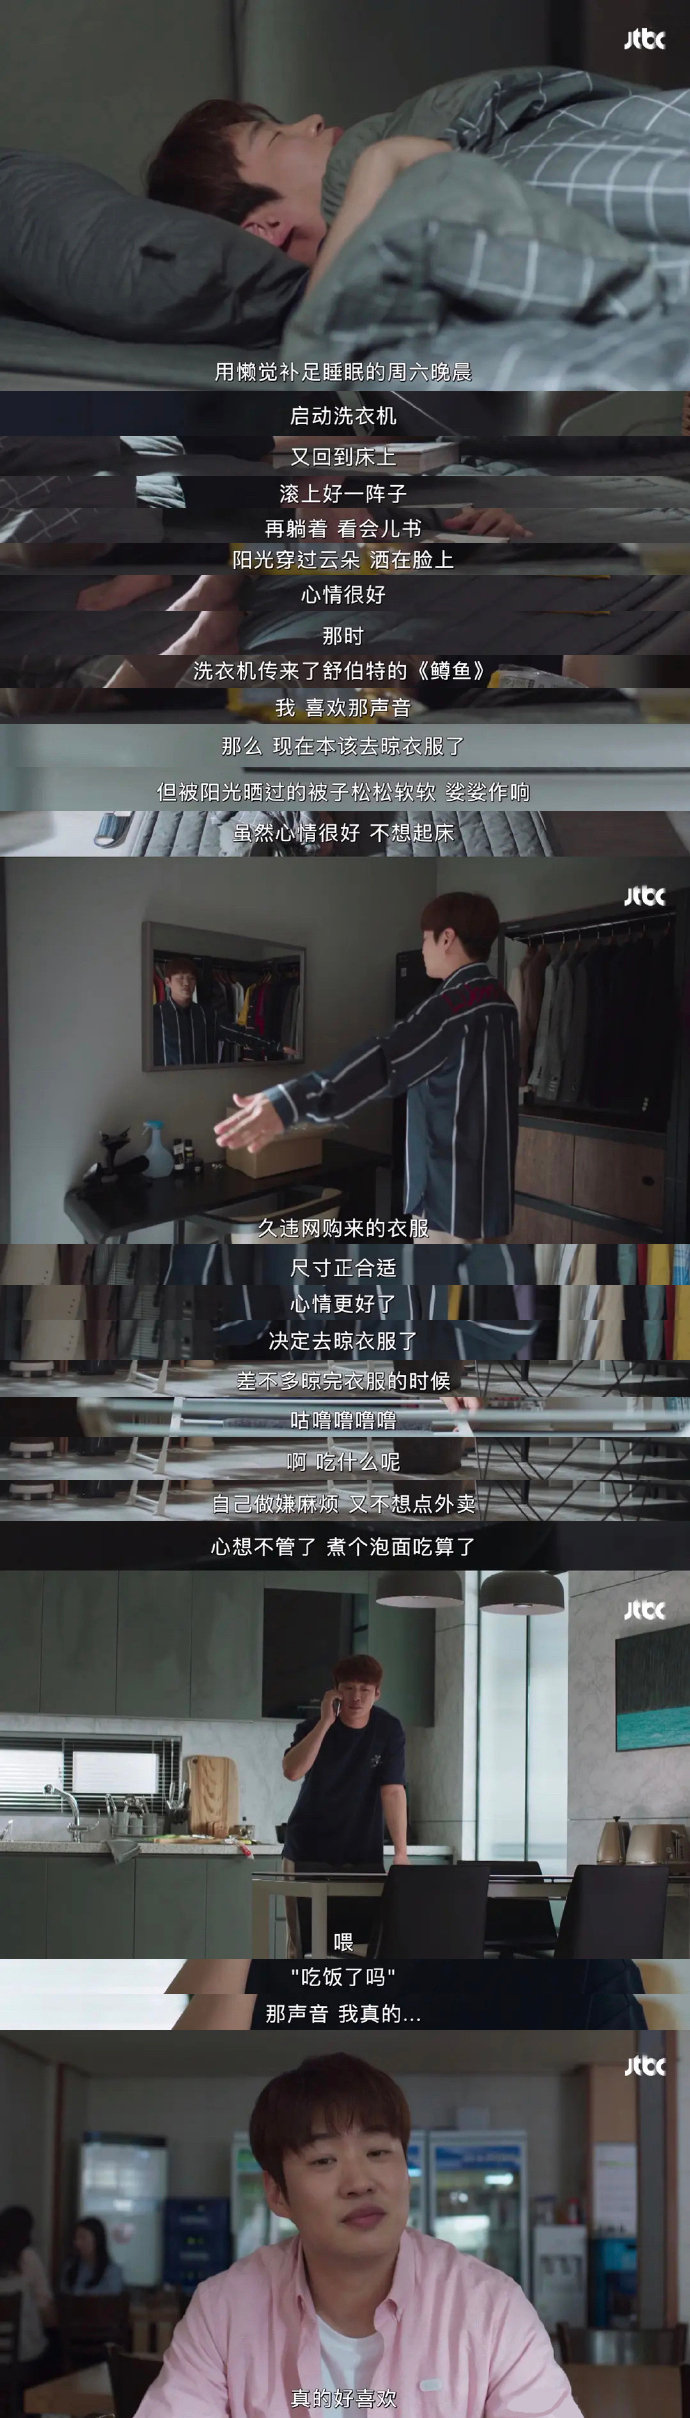 JTBC
用懒觉补足睡眠的周六晚晨
启动洗衣机
又回到床上
滚上好一阵子
再躺着 看会儿书
阳光穿过云朵 洒在脸上
心情很好
那时
洗衣机传来了舒伯特的《鳟鱼》
我 喜欢那声音
那么 现在本该去晾衣服了
但被阳光晒过的被子松松软软 娑娑作响
虽然心情很好 不想起床
JTBC
久违网购来的衣服
尺寸正合适
心情更好了
决定去晾衣服了
差不多晾完衣服的时候
咕噜噜噜噜
啊 吃什么呢
自己做嫌麻烦 又不想点外卖
心想不管了 煮个泡面吃算了
JTBC
喂
"吃饭了吗"
那声音 我真的...
JTBC
真的好喜欢